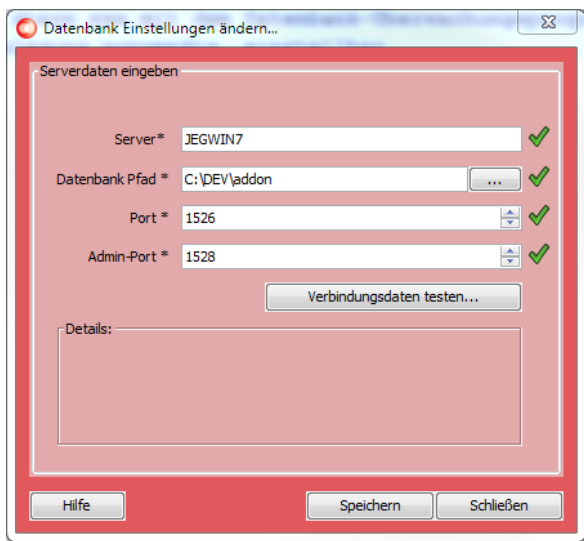 Datenbank Einstellungen ändern...
Serverdaten eingeben
Server* JEGWIN7
Datenbank Pfad * C:\DEV\addon ...
Port * 1526
Admin-Port * 1528
Verbindungsdaten testen...
Details:
Hilfe Speichern Schließen